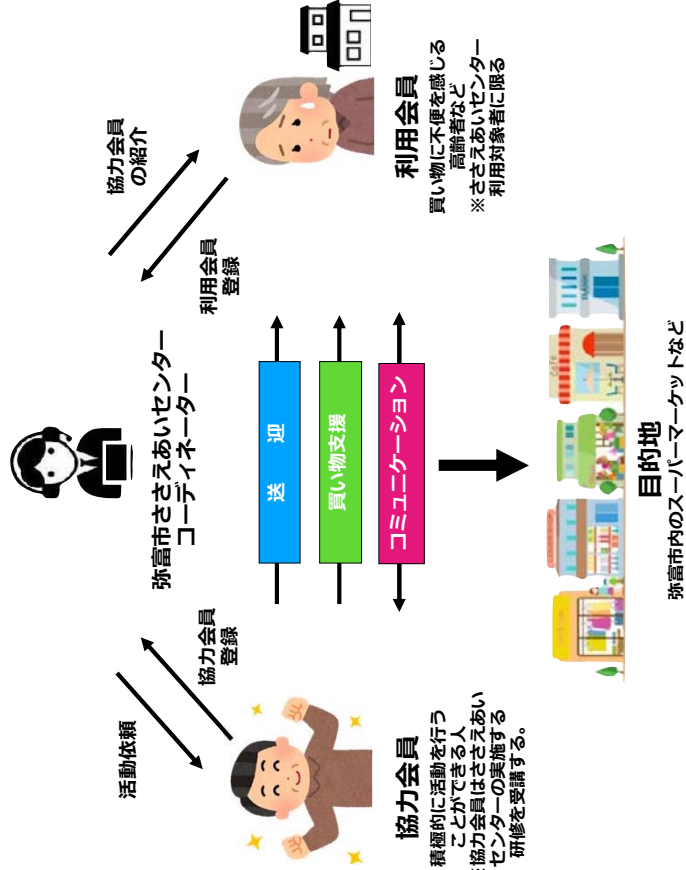 弥富市ささえあいセンター
コーディネーター
活動依頼
協力会員
登録
協力会員
の紹介
利用会員
登録
送　迎
買い物支援
コミュニケーション
協力会員
積極的に活動を行う
ことができる人
※協力会員はささえあい
センターの実施する
研修を受講する。
利用会員
買い物に不便を感じる
高齢者など
※ささえあいセンター
利用対象者に限る
目的地
弥富市内のスーパーマーケットなど